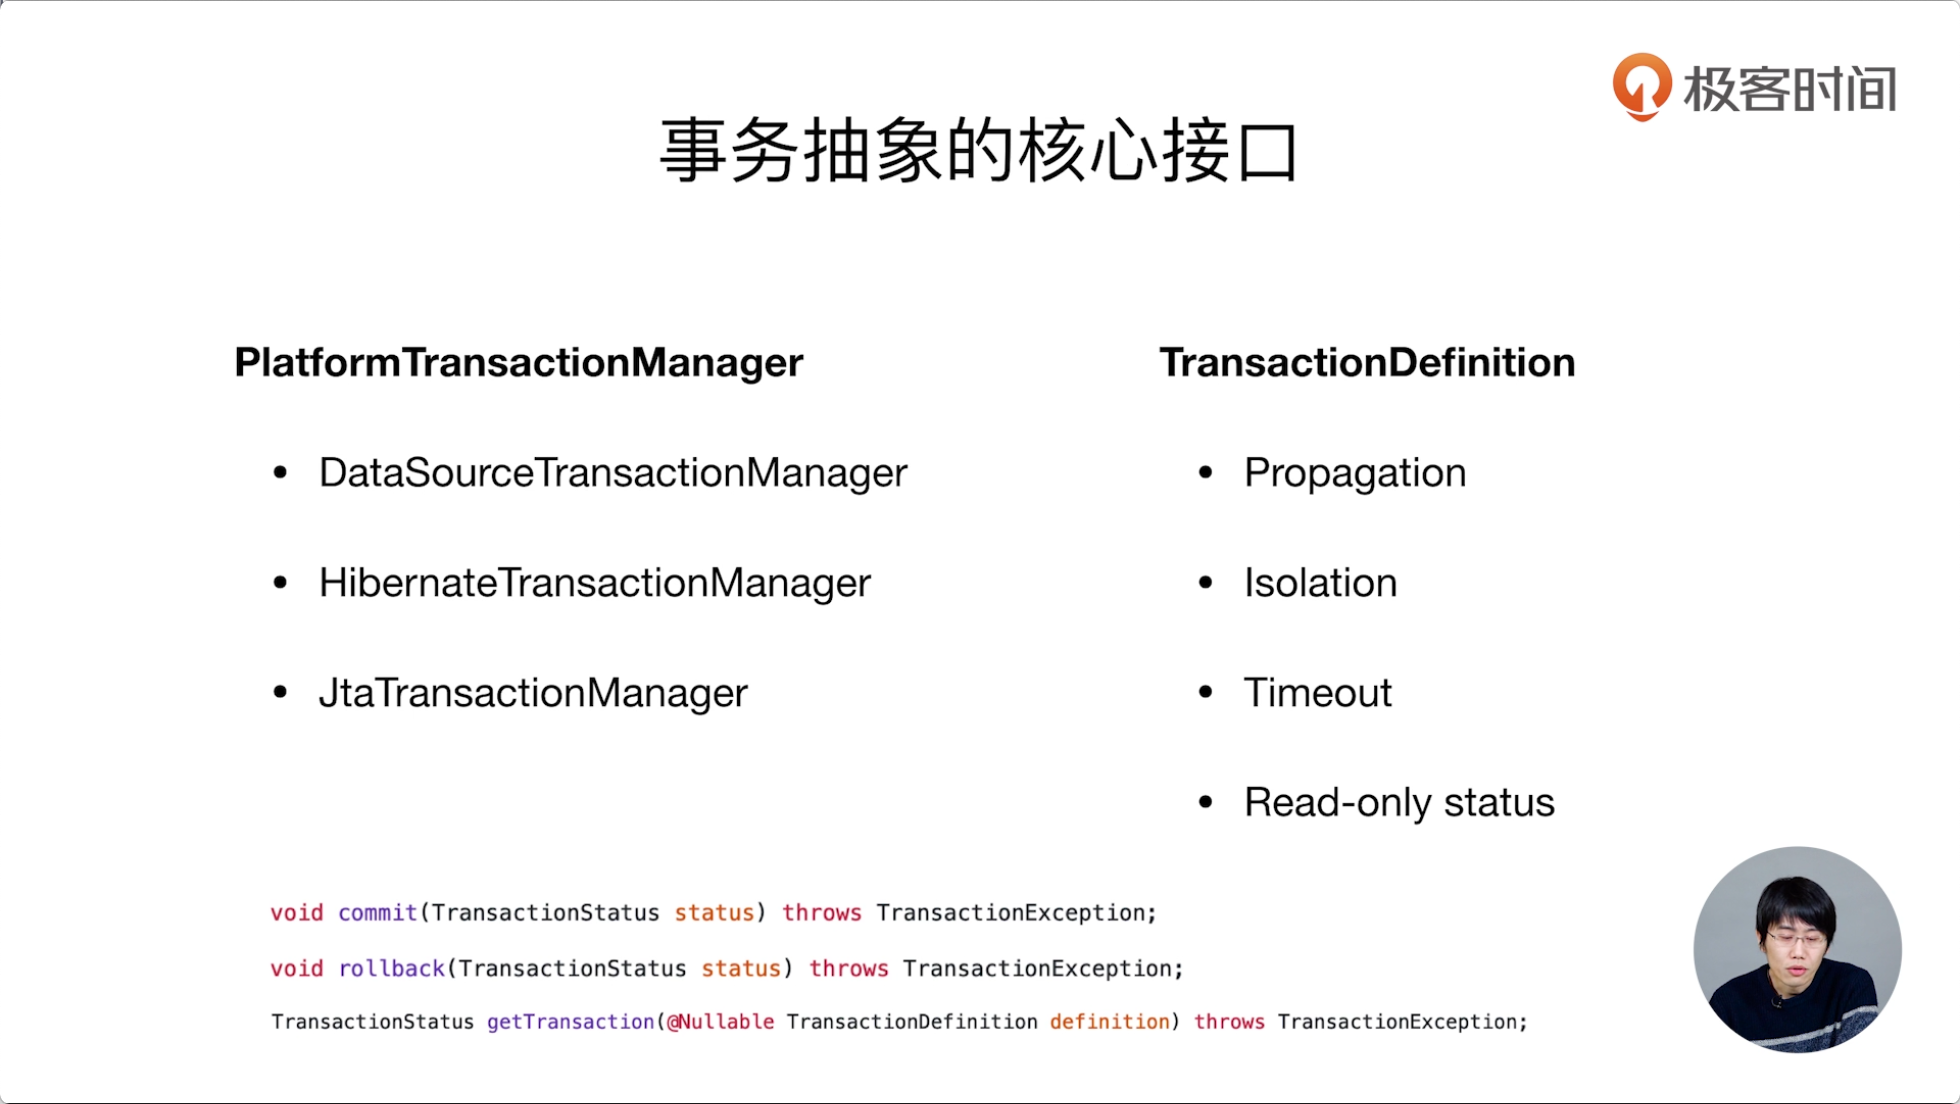 极客时间
事务抽象的核心接口
PlatformTransactionManager
• DataSourceTransactionManager
• HibernateTransactionManager
• JtaTransactionManager
TransactionDefinition
• Propagation
• Isolation
• Timeout
• Read-only status
void commit(TransactionStatus status) throws TransactionException;
void rollback(TransactionStatus status) throws TransactionException;
TransactionStatus getTransaction(@Nullable TransactionDefinition definition) throws TransactionException;